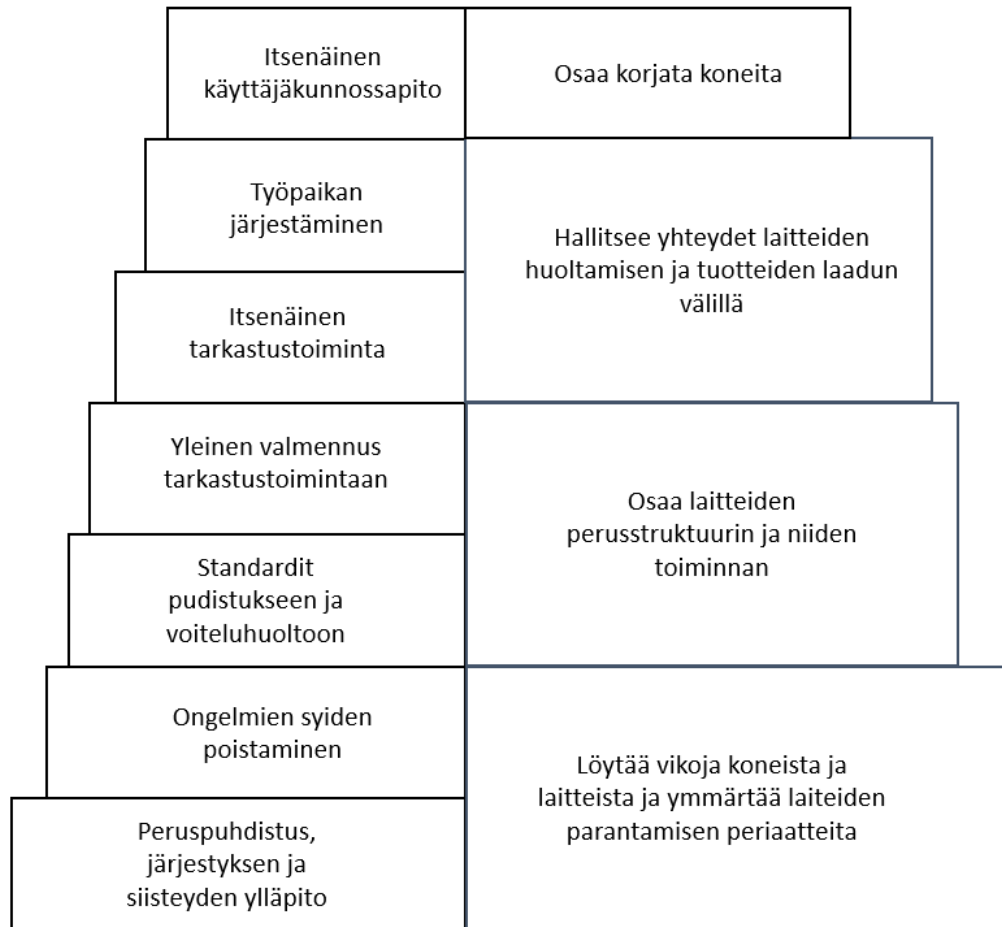 Itsenäinen
käyttäjäkunnossapito
Osaa korjata koneita
Työpaikan
järjestäminen
Hallitsee yhteydet laitteiden
huoltamisen ja tuotteiden laadun
välillä
Itsenäinen
tarkastustoiminta
Yleinen valmennus
tarkastustoimintaan
Osaa laitteiden
perusstruktuurin ja niiden
toiminnan
Standardit
pudistukseen ja
voiteluhuoltoon
Ongelmien syiden
poistaminen
Löytää vikoja koneista ja
laitteista ja ymmärtää laiteiden
parantamisen periaatteita
Peruspuhdistus,
järjestyksen ja
siisteyden ylläpito